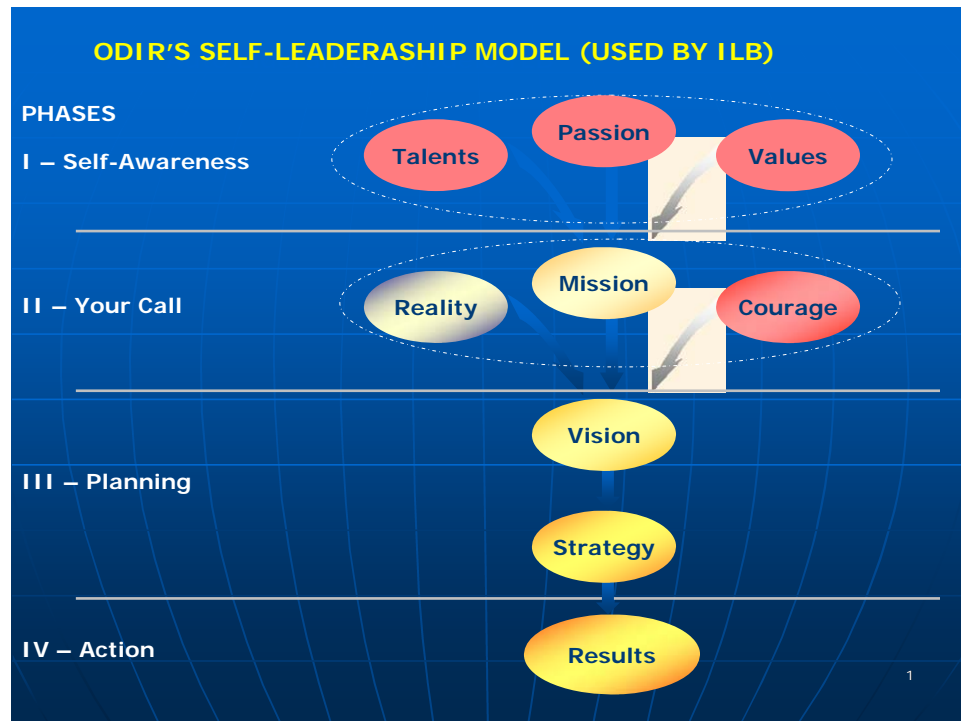 ODIR'S SELF-LEADERASHIP MODEL (USED BY ILB)
PHASES
I – Self-Awareness
Talents
Passion
Values
II – Your Call
Reality
Mission
Courage
III – Planning
Vision
Strategy
IV – Action
Results
1